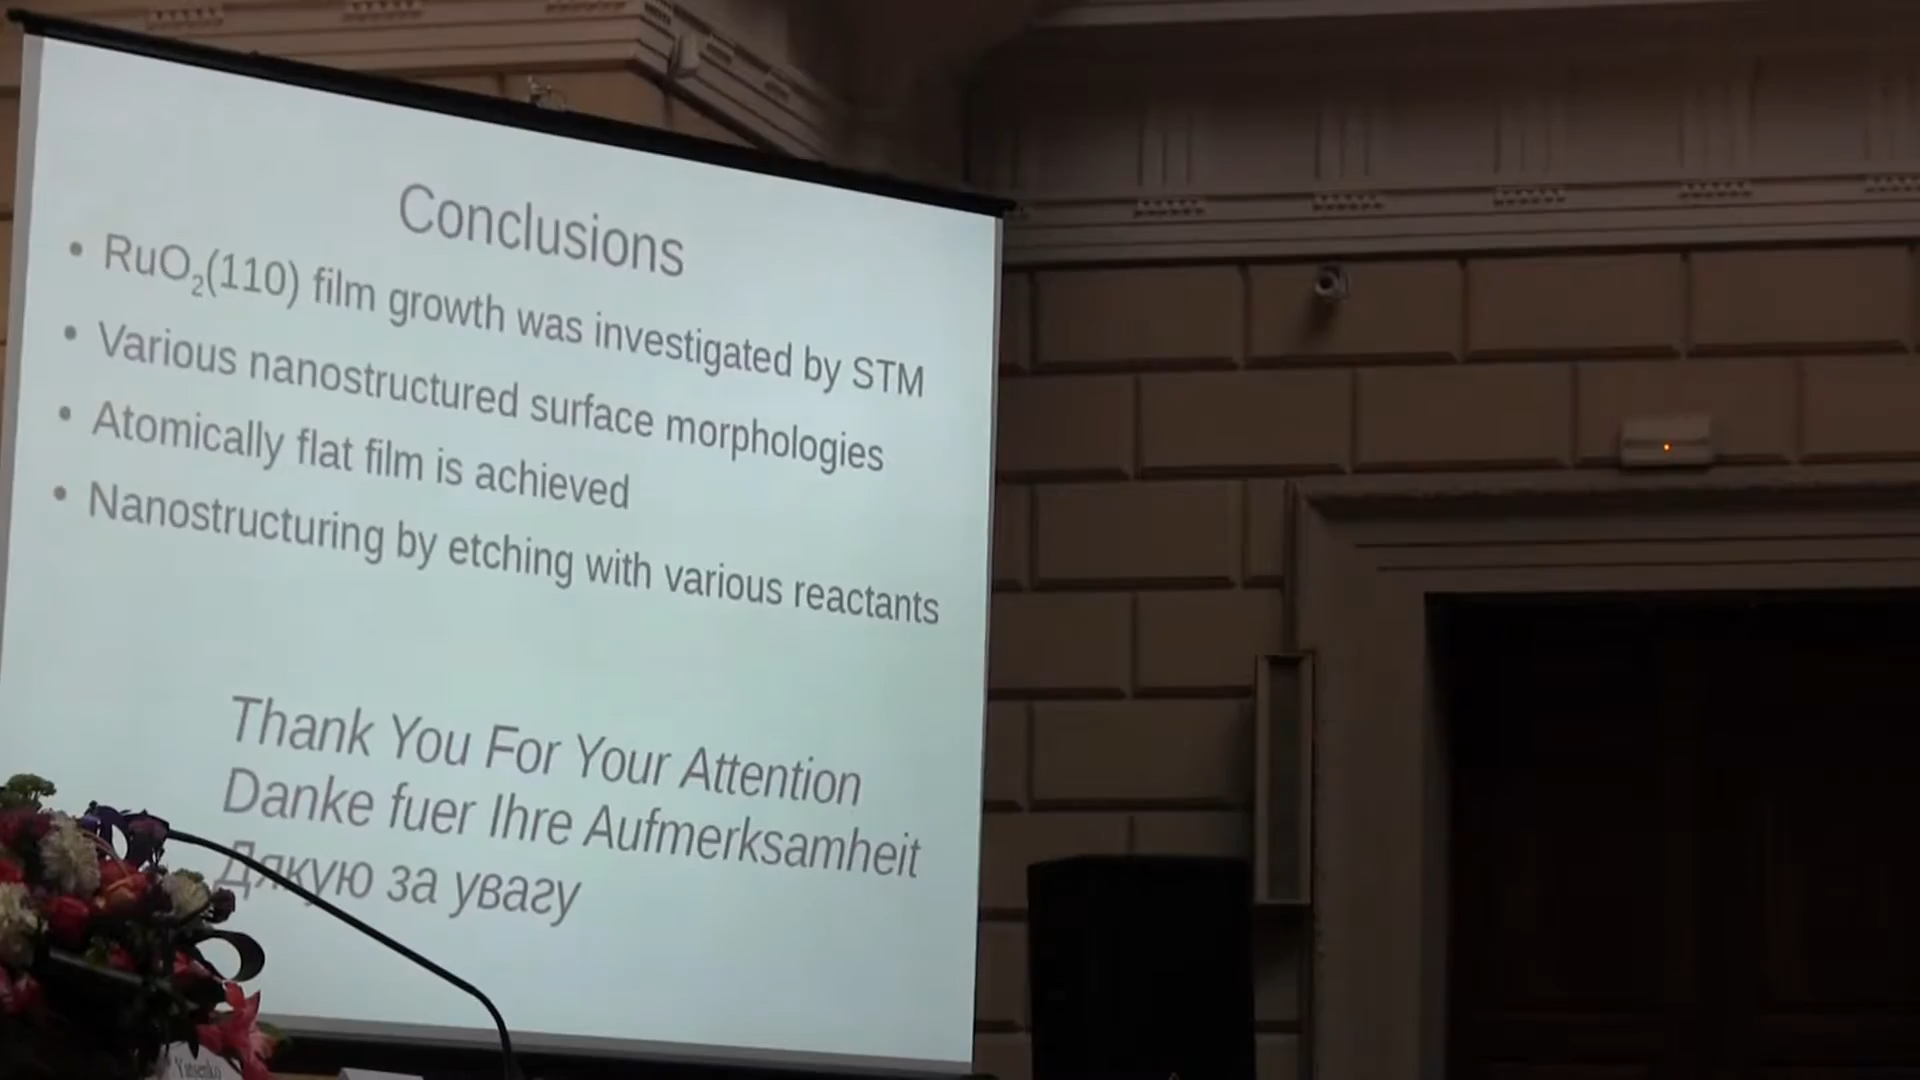 Conclusions
• RuO₂(110) film growth was investigated by STM
• Various nanostructured surface morphologies
• Atomically flat film is achieved
• Nanostructuring by etching with various reactants
Thank You For Your Attention
Danke fuer Ihre Aufmerksamheit
Дякую за увагу
Yatsenko